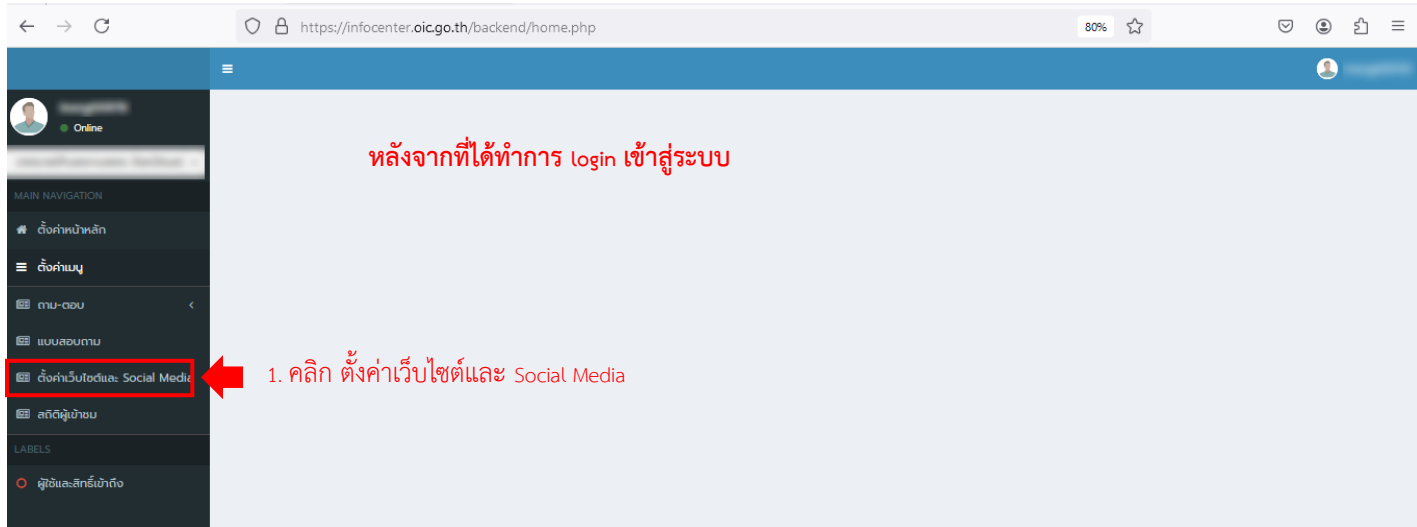 https://infocenter.oic.go.th/backend/home.php
80%
Online
หลังจากที่ได้ทำการ login เข้าสู่ระบบ
MAIN NAVIGATION
ตั้งค่าหน้าหลัก
ตั้งค่าเมนู
ถาม-ตอบ
แบบสอบถาม
ตั้งค่าเว็บไซต์และ Social Media
1. คลิก ตั้งค่าเว็บไซต์และ Social Media
สถิติผู้เข้าชม
LABELS
ผู้ใช้และสิทธิ์เข้าถึง